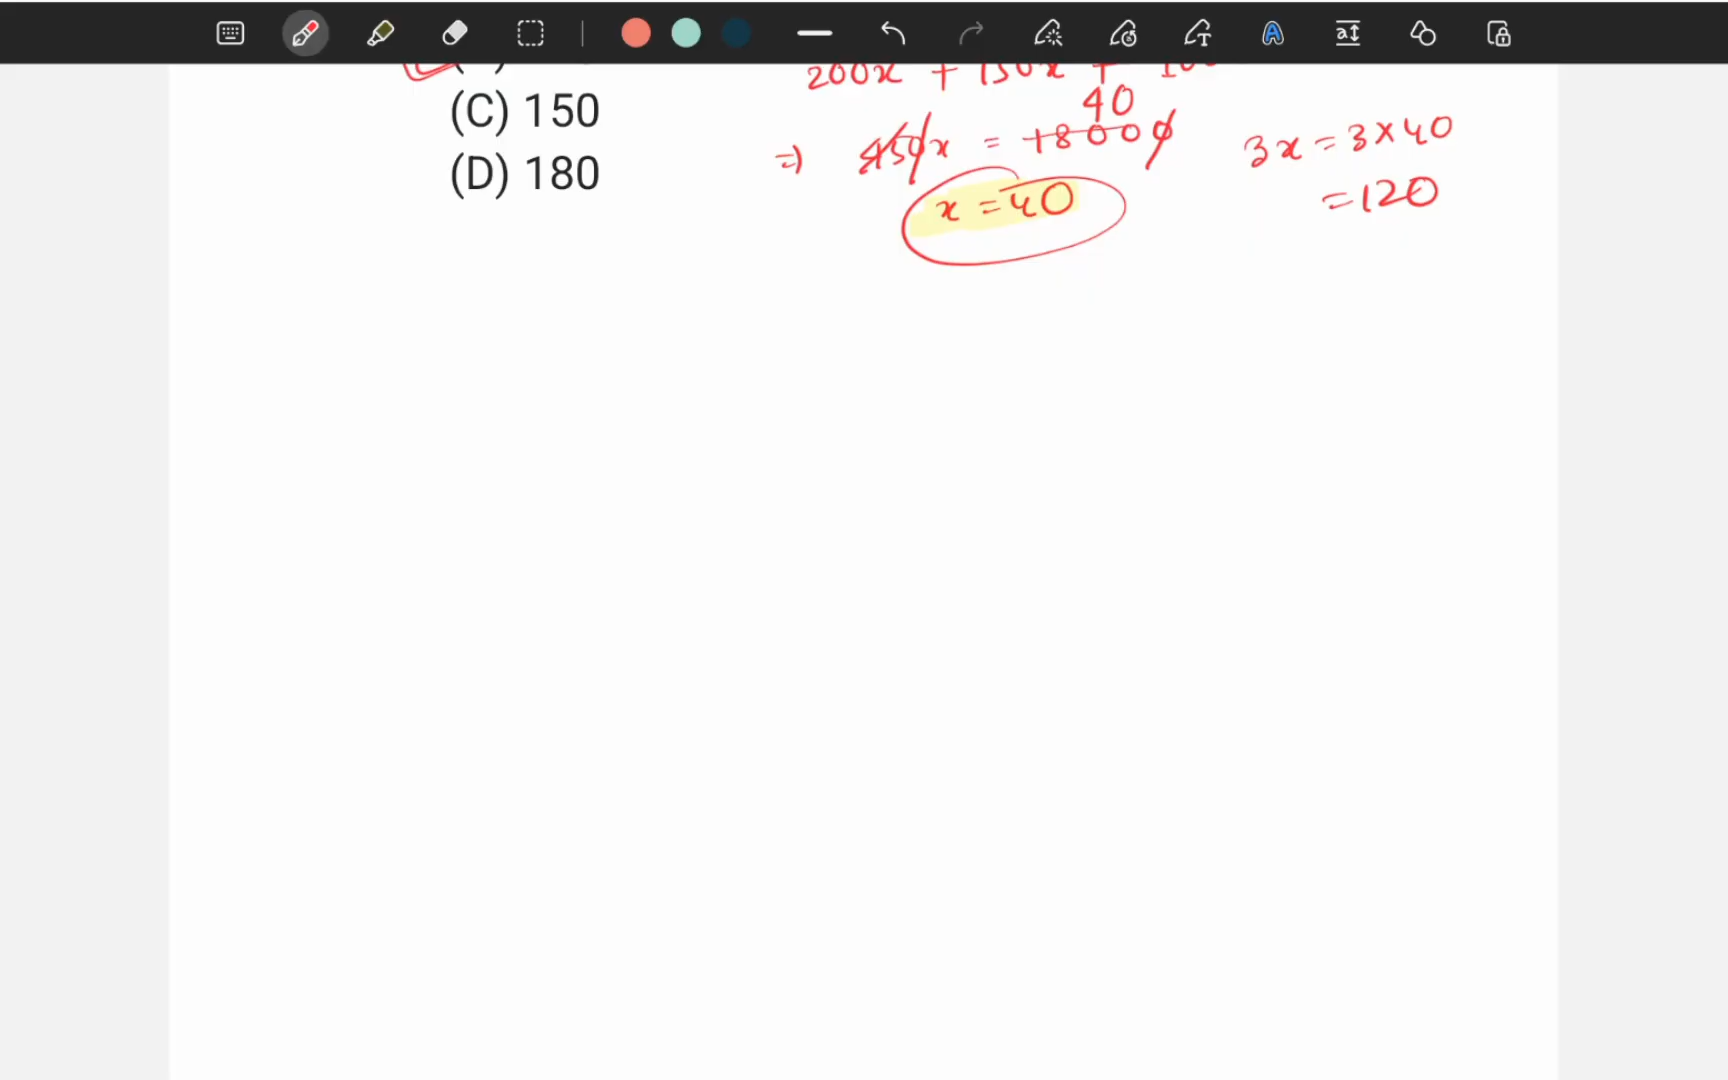 200x + 150x +
(C) 150
40
=) 450x = 18000
3x = 3 × 40
(D) 180
x = 40
= 120